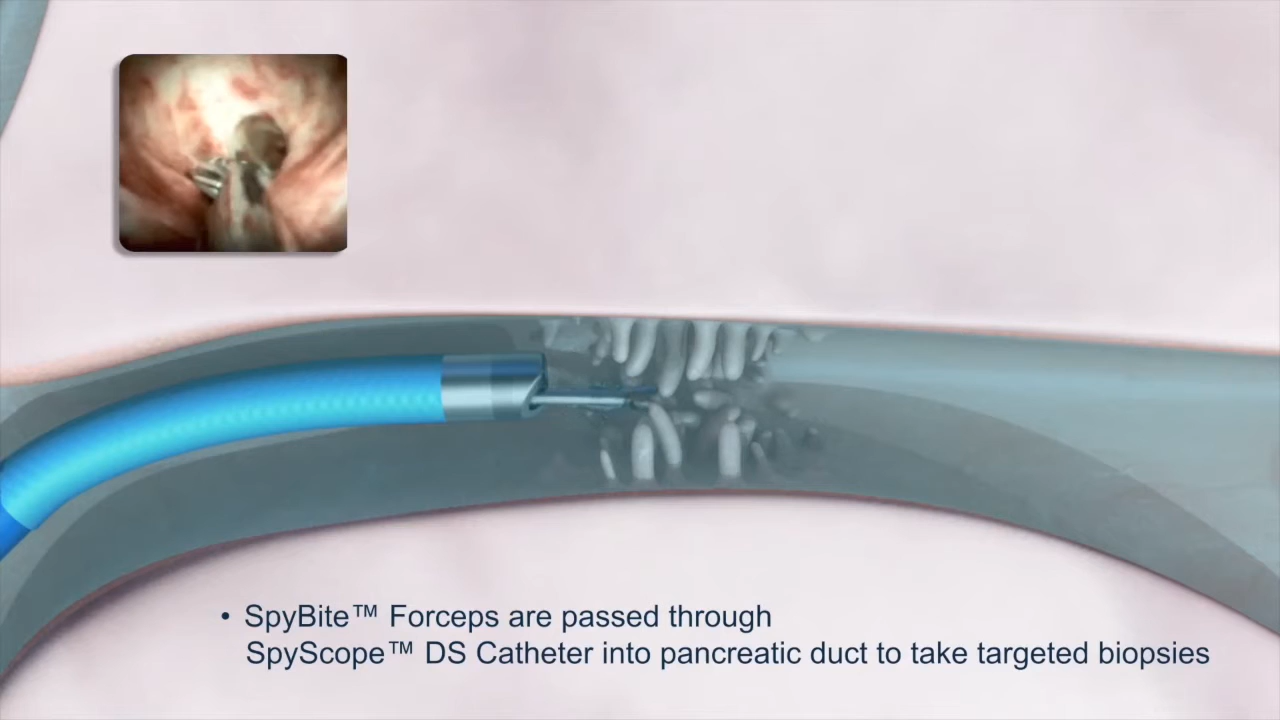 • SpyBite™ Forceps are passed through
SpyScope™ DS Catheter into pancreatic duct to take targeted biopsies